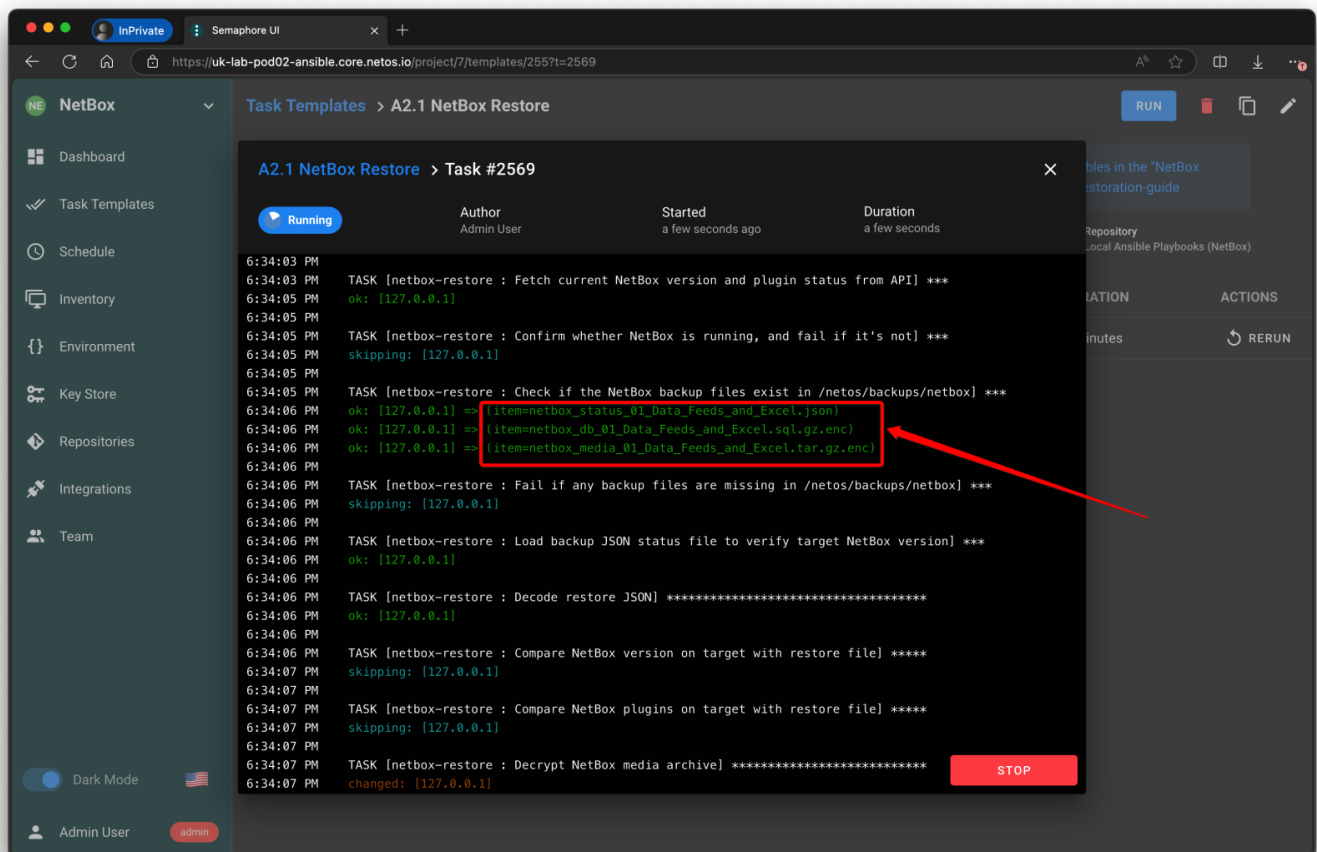 InPrivate
Semaphore UI
https://uk-lab-pod02-ansible.core.netos.io/project/7/templates/255?t=2569
NE
NetBox
Task Templates > A2.1 NetBox Restore
RUN
Dashboard
Task Templates
Schedule
Inventory
Environment
Key Store
Repositories
Integrations
Team
Dark Mode
Admin User
admin
bles in the "NetBox
storation-guide
Repository
Local Ansible Playbooks (NetBox)
RATION
ACTIONS
inutes
RERUN
A2.1 NetBox Restore > Task #2569
Running
Author
Admin User
Started
a few seconds ago
Duration
a few seconds
6:34:03 PM
6:34:03 PM TASK [netbox-restore : Fetch current NetBox version and plugin status from API] ***
6:34:05 PM ok: [127.0.0.1]
6:34:05 PM
6:34:05 PM TASK [netbox-restore : Confirm whether NetBox is running, and fail if it's not] ***
6:34:05 PM skipping: [127.0.0.1]
6:34:05 PM
6:34:05 PM TASK [netbox-restore : Check if the NetBox backup files exist in /netos/backups/netbox] ***
6:34:06 PM ok: [127.0.0.1] => (item=netbox_status_01_Data_Feeds_and_Excel.json)
6:34:06 PM ok: [127.0.0.1] => (item=netbox_db_01_Data_Feeds_and_Excel.sql.gz.enc)
6:34:06 PM ok: [127.0.0.1] => (item=netbox_media_01_Data_Feeds_and_Excel.tar.gz.enc)
6:34:06 PM
6:34:06 PM TASK [netbox-restore : Fail if any backup files are missing in /netos/backups/netbox] ***
6:34:06 PM skipping: [127.0.0.1]
6:34:06 PM
6:34:06 PM TASK [netbox-restore : Load backup JSON status file to verify target NetBox version] ***
6:34:06 PM ok: [127.0.0.1]
6:34:06 PM
6:34:06 PM TASK [netbox-restore : Decode restore JSON] ************************************
6:34:06 PM ok: [127.0.0.1]
6:34:06 PM
6:34:06 PM TASK [netbox-restore : Compare NetBox version on target with restore file] *****
6:34:07 PM skipping: [127.0.0.1]
6:34:07 PM
6:34:07 PM TASK [netbox-restore : Compare NetBox plugins on target with restore file] *****
6:34:07 PM skipping: [127.0.0.1]
6:34:07 PM
6:34:07 PM TASK [netbox-restore : Decrypt NetBox media archive] ***************************
6:34:07 PM changed: [127.0.0.1]
STOP